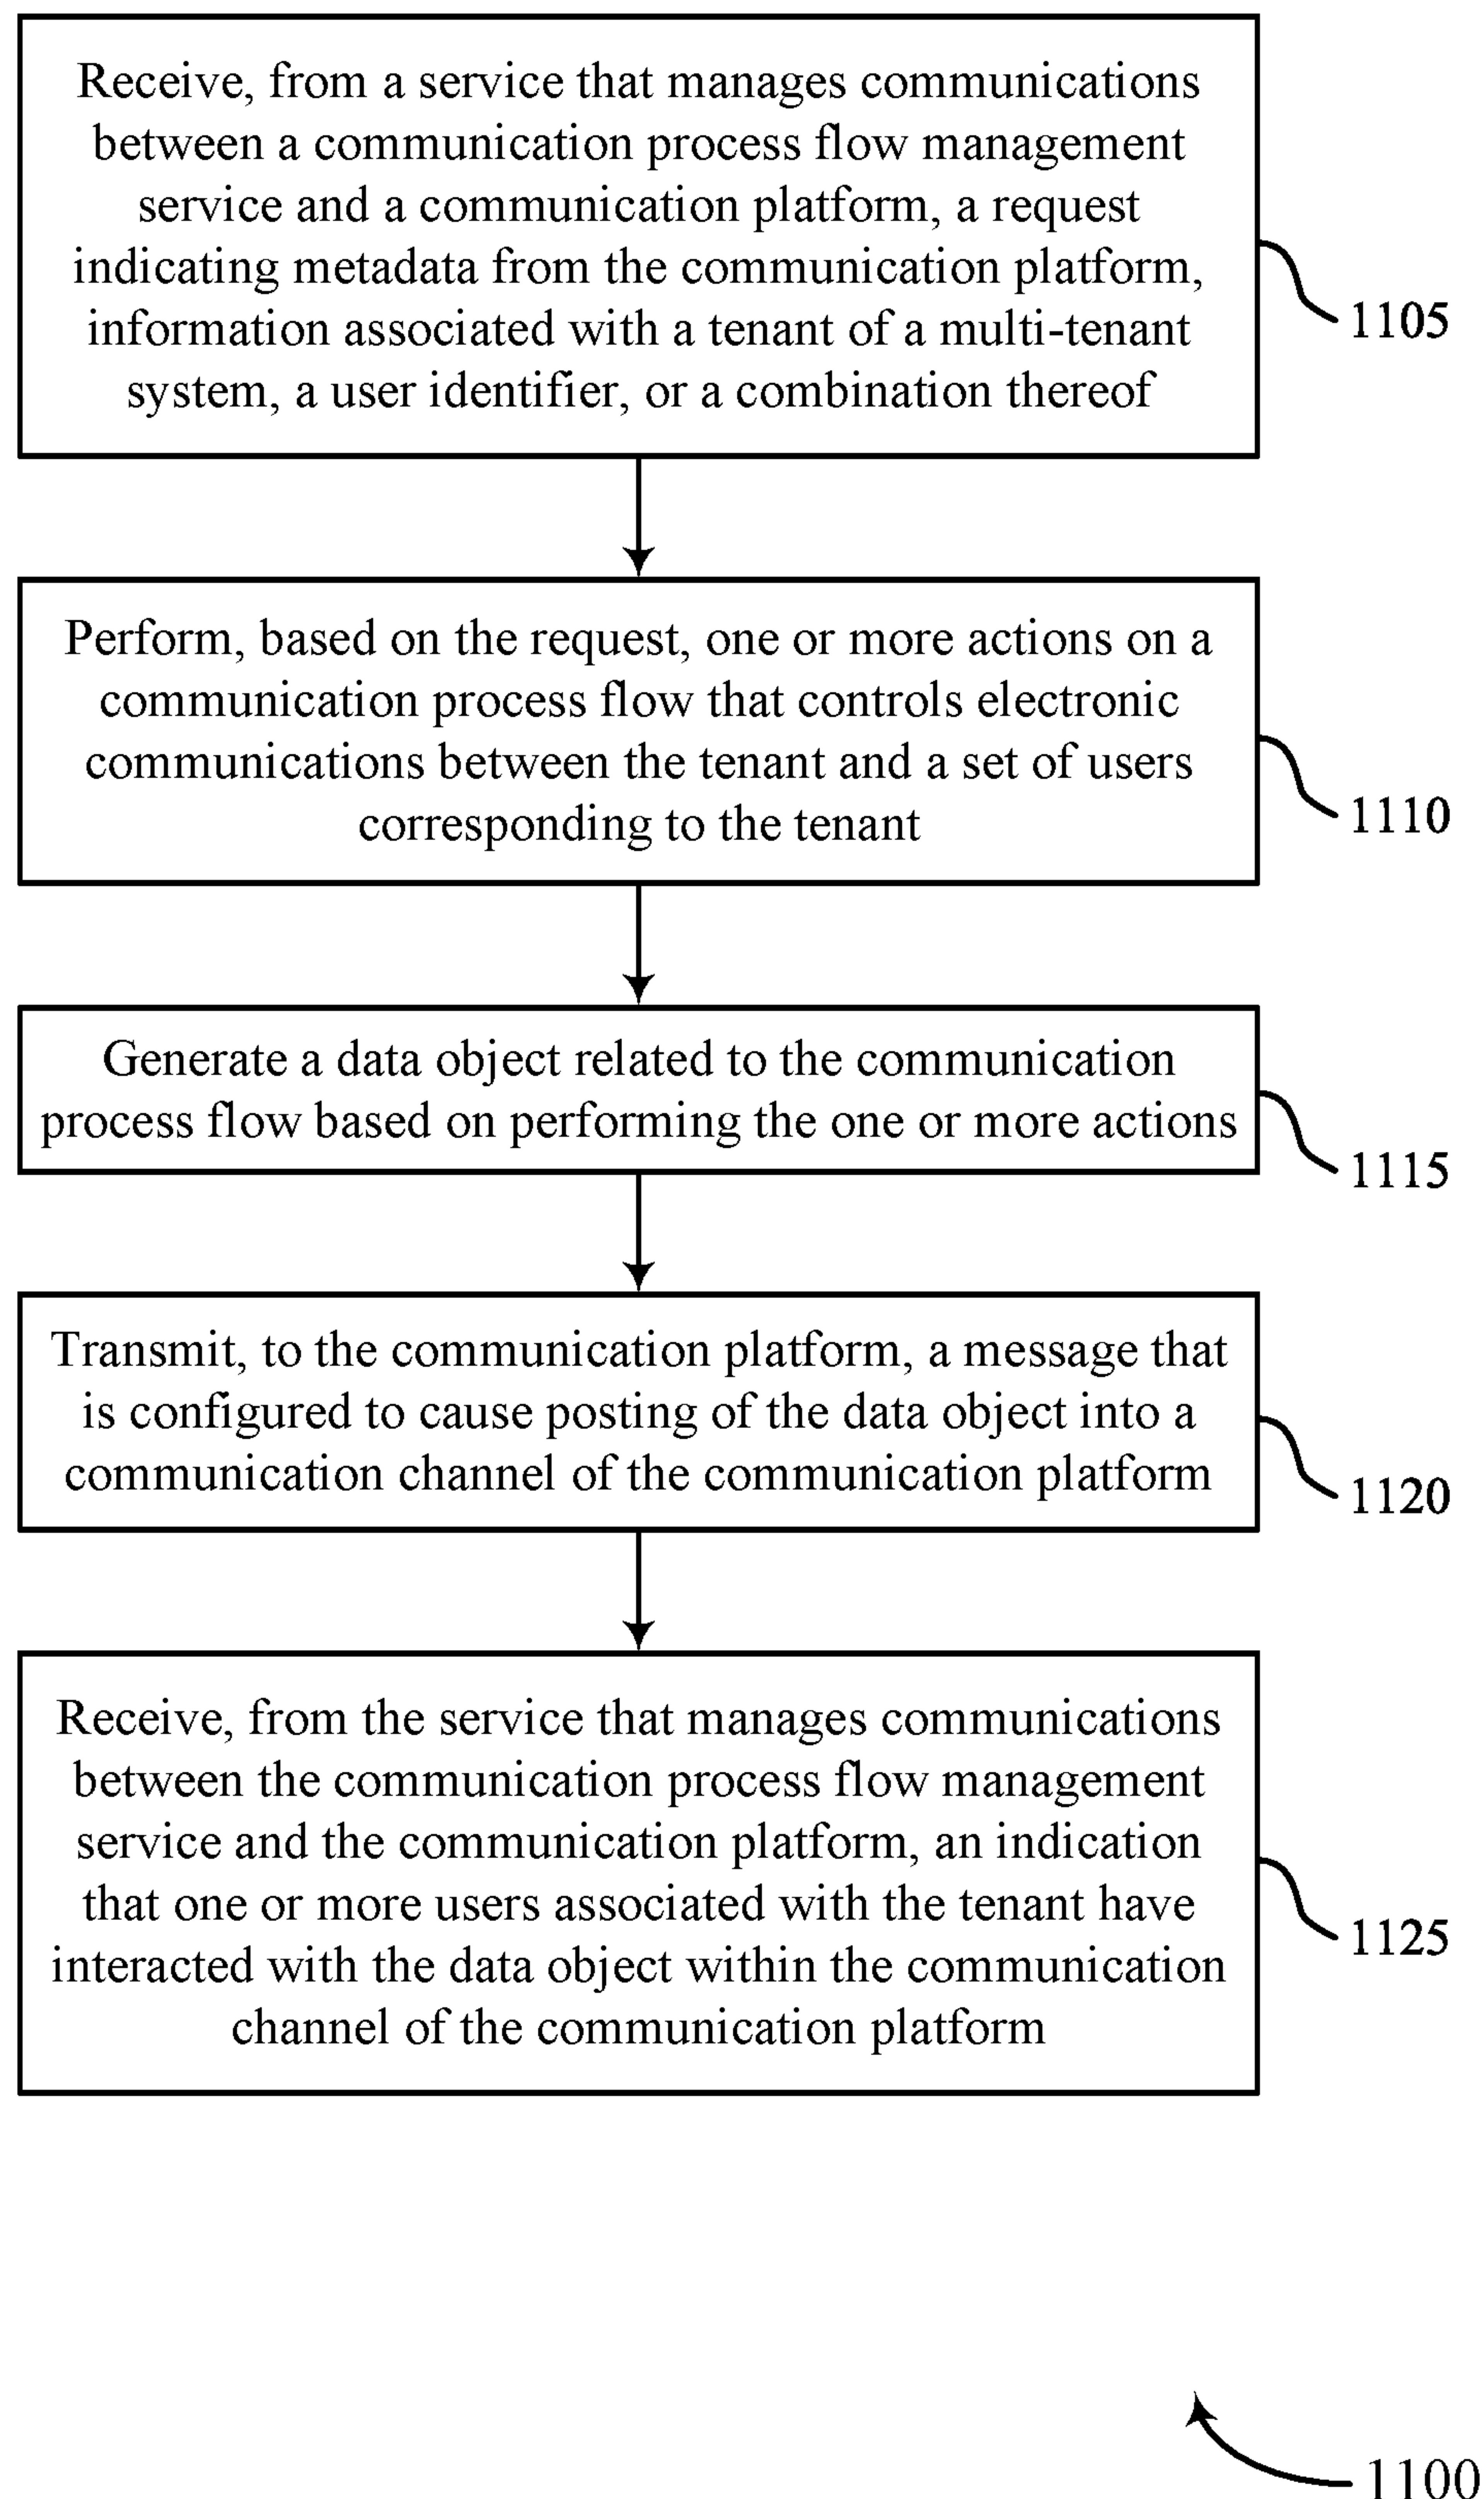 Receive, from a service that manages communications
between a communication process flow management
service and a communication platform, a request
indicating metadata from the communication platform,
information associated with a tenant of a multi-tenant
system, a user identifier, or a combination thereof
1105
Perform, based on the request, one or more actions on a
communication process flow that controls electronic
communications between the tenant and a set of users
corresponding to the tenant
1110
Generate a data object related to the communication
process flow based on performing the one or more actions
1115
Transmit, to the communication platform, a message that
is configured to cause posting of the data object into a
communication channel of the communication platform
1120
Receive, from the service that manages communications
between the communication process flow management
service and the communication platform, an indication
that one or more users associated with the tenant have
interacted with the data object within the communication
channel of the communication platform
1125
1100